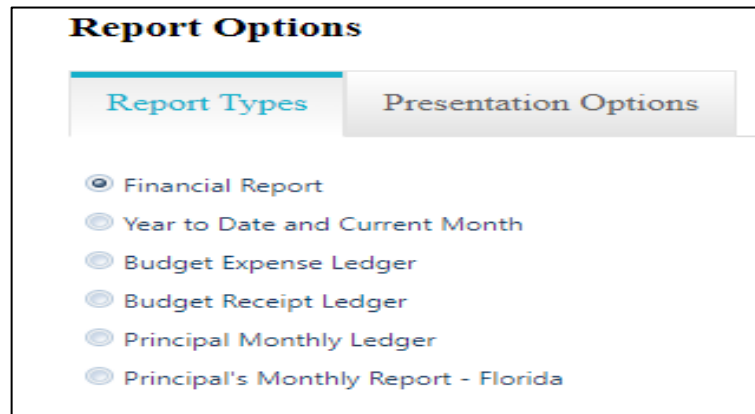 Report Options
Report Types Presentation Options
Financial Report
Year to Date and Current Month
Budget Expense Ledger
Budget Receipt Ledger
Principal Monthly Ledger
Principal's Monthly Report - Florida